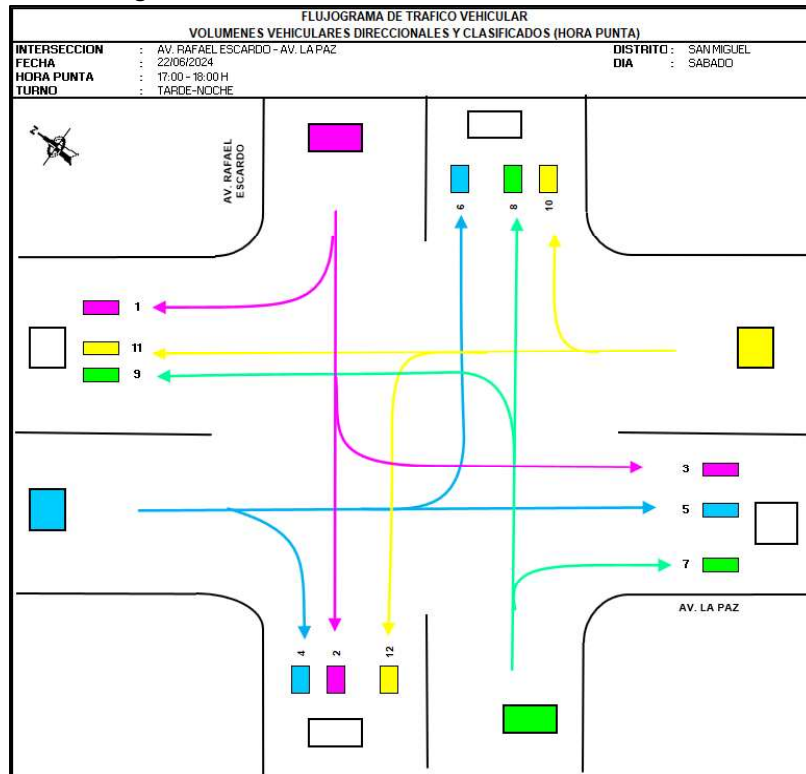 FLUJOGRAMA DE TRAFICO VEHICULAR
VOLUMENES VEHICULARES DIRECCIONALES Y CLASIFICADOS (HORA PUNTA)
INTERSECCION : AV. RAFAEL ESCARDO - AV. LA PAZ DISTRITO : SAN MIGUEL
FECHA : 22/06/2024 DIA : SABADO
HORA PUNTA : 17:00 - 18:00 H
TURNO : TARDE-NOCHE
Z
AV. RAFAEL
ESCARDO
6 8 10
1
11
9
3
5
7
AV. LA PAZ
4 2 12